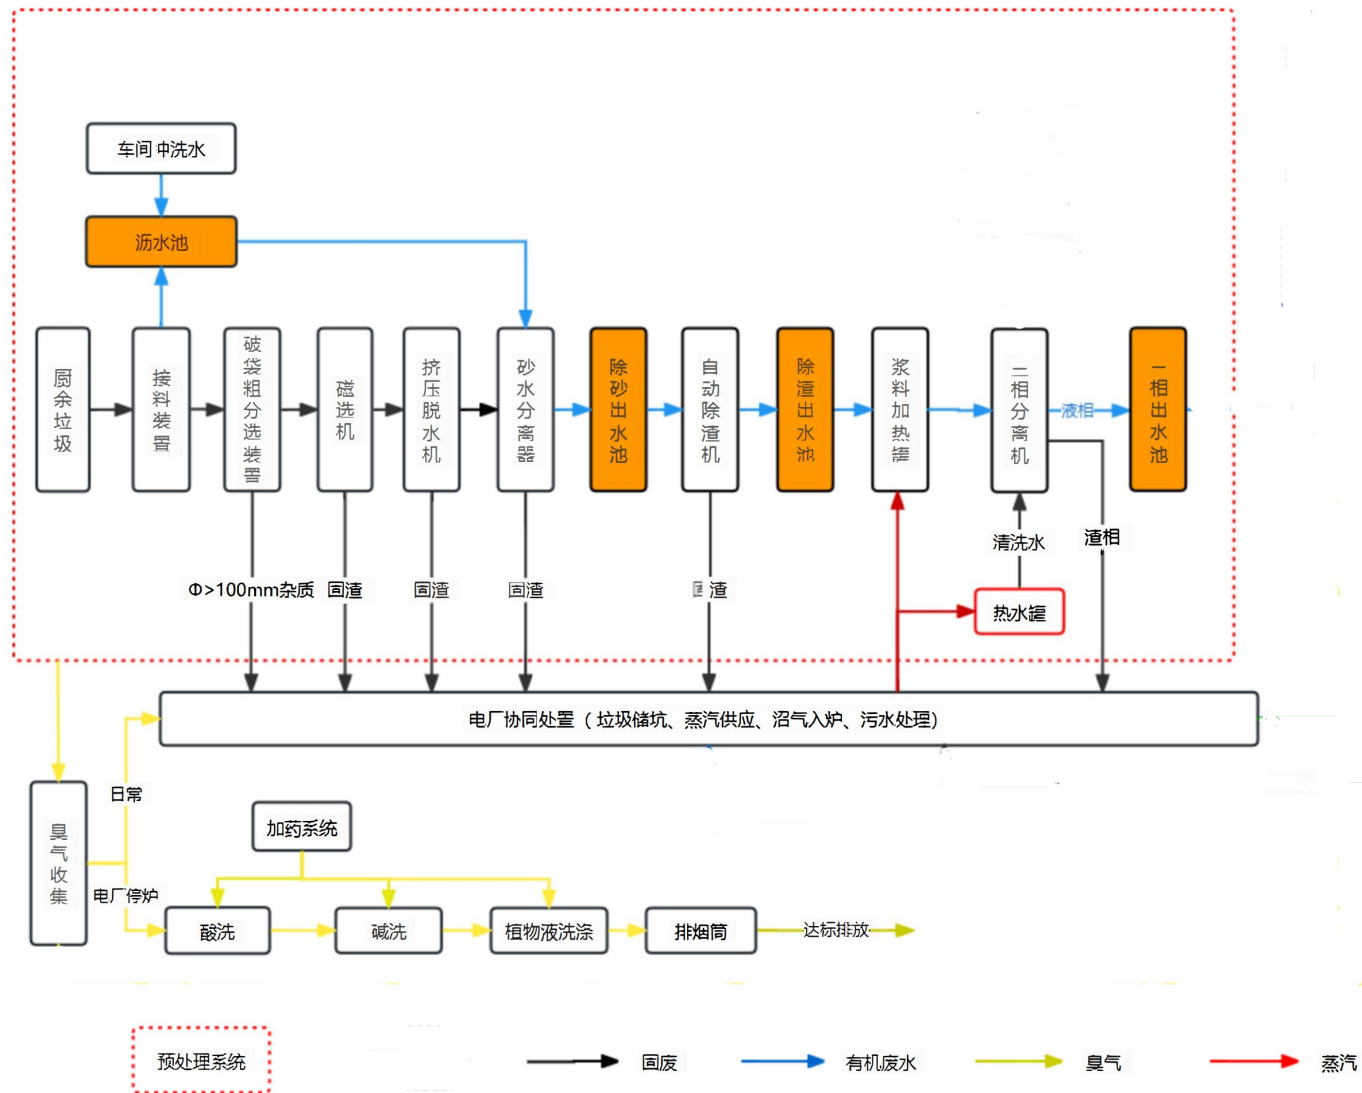 车间冲洗水
沥水池
厨余垃圾
接料装置
破袋粗分选装置
磁选机
挤压脱水机
砂水分离器
除砂出水池
自动除渣机
除渣出水池
浆料加热罐
二相分离机
液相
二相出水池
Φ>100mm杂质
固渣
固渣
固渣
固渣
清洗水
渣相
热水罐
电厂协同处置（垃圾储坑、蒸汽供应、沼气入炉、污水处理）
日常
臭气收集
加药系统
电厂停炉
酸洗
碱洗
植物液洗涤
排烟筒
达标排放
预处理系统
固废
有机废水
臭气
蒸汽